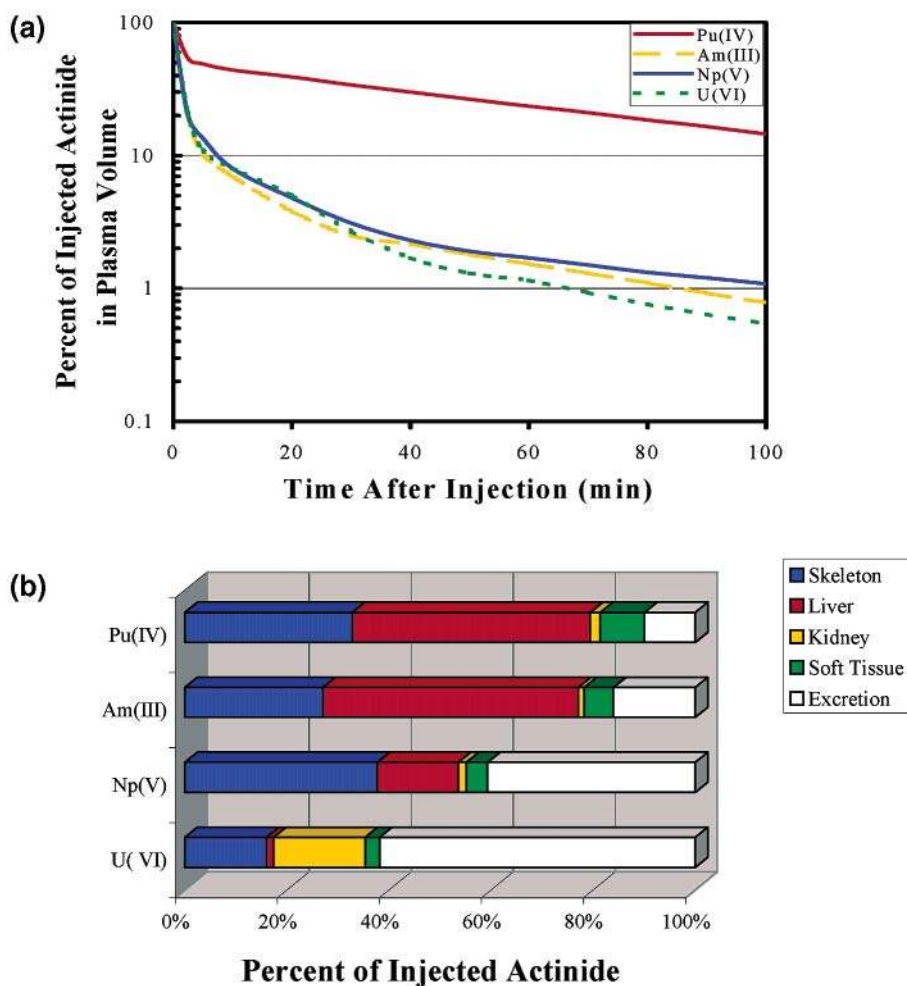 (a)
100
10
1
0.1
Percent of Injected Actinide
in Plasma Volume
Pu(IV)
Am(III)
Np(V)
U(VI)
0 20 40 60 80 100
Time After Injection (min)
(b)
Pu(IV)
Am(III)
Np(V)
U( VI)
Skeleton
Liver
Kidney
Soft Tissue
Excretion
0% 20% 40% 60% 80% 100%
Percent of Injected Actinide